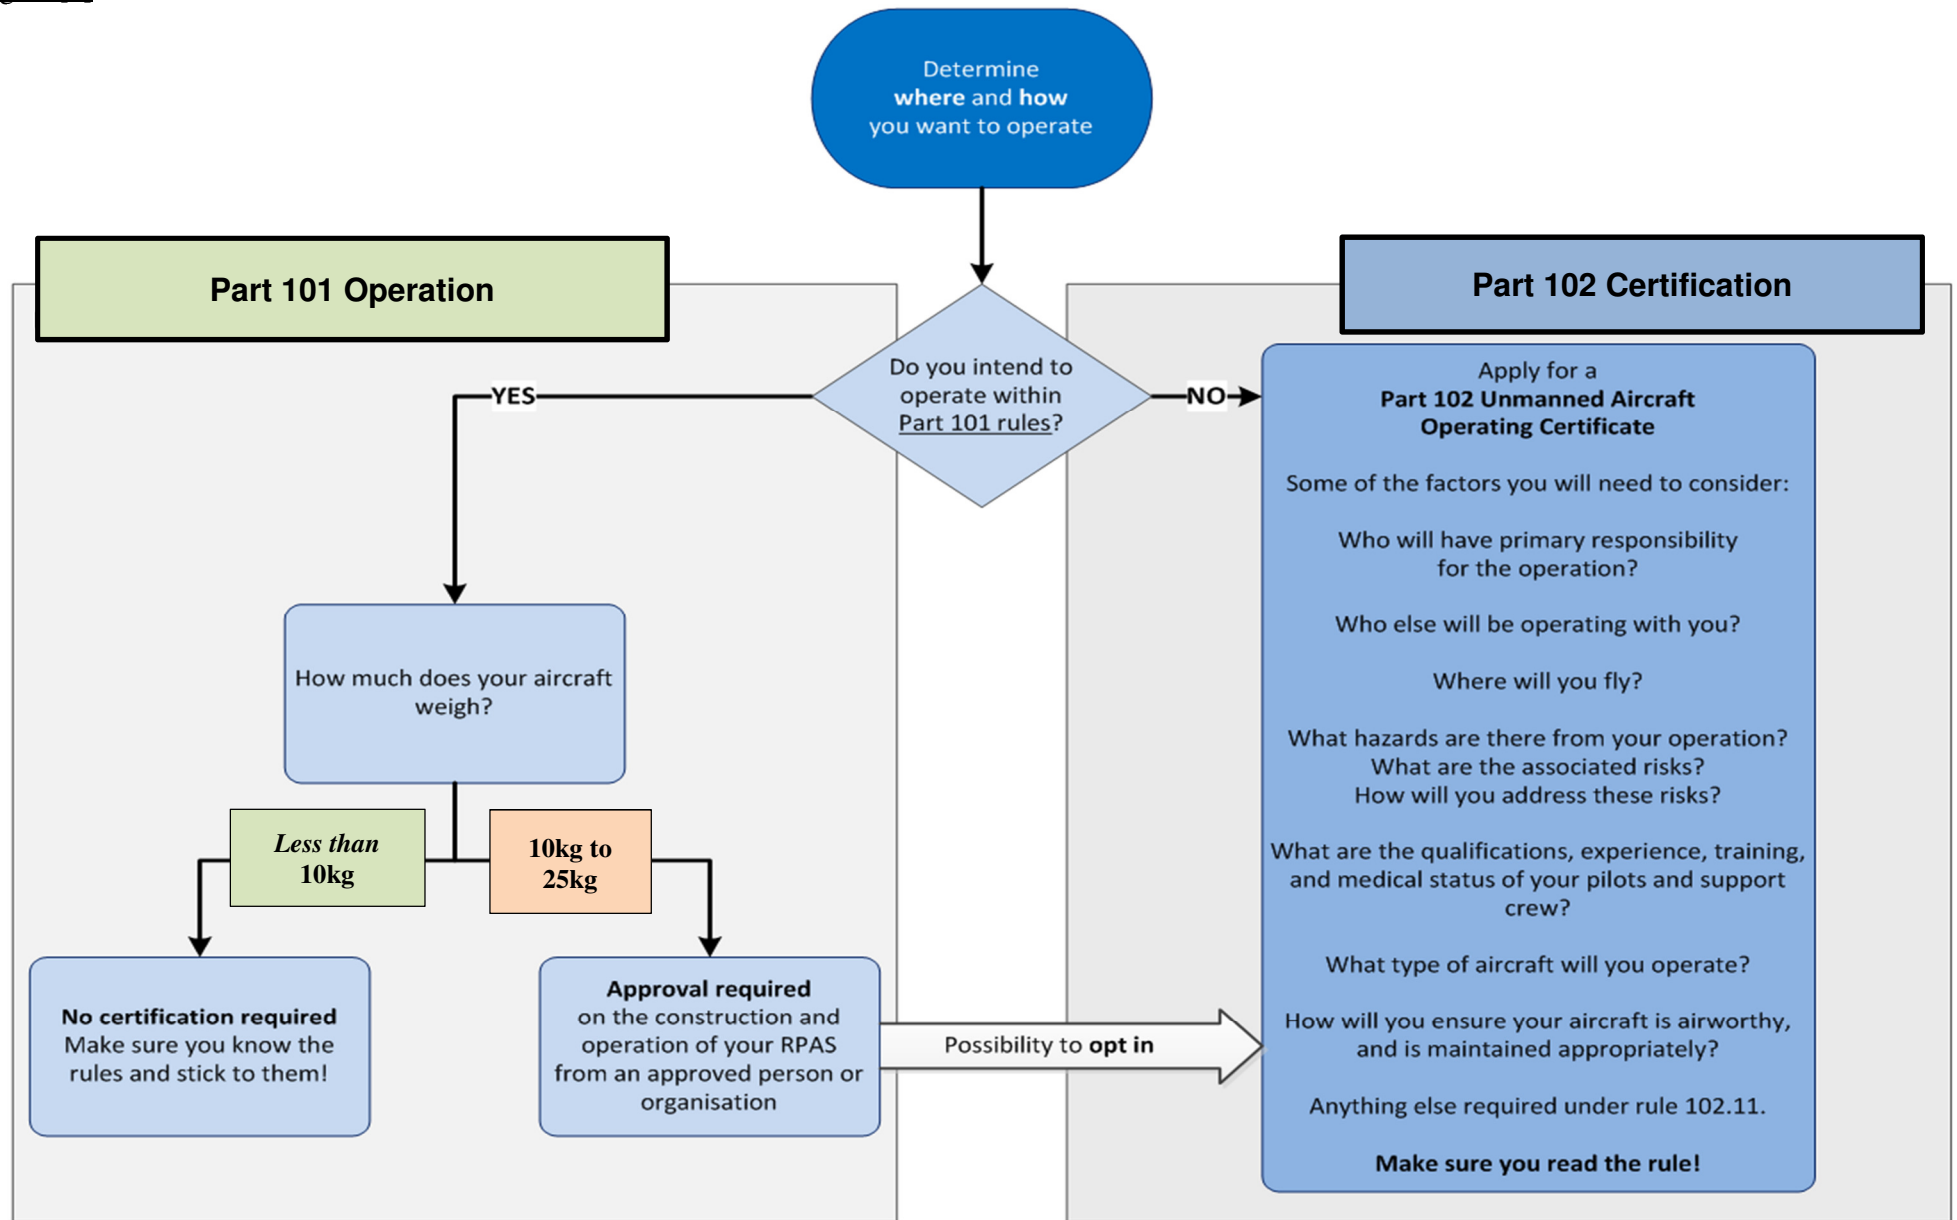 Determine
where and how
you want to operate
Part 101 Operation
Part 102 Certification
Do you intend to
operate within
Part 101 rules?
YES
NO
How much does your aircraft
weigh?
Less than
10kg
10kg to
25kg
No certification required
Make sure you know the
rules and stick to them!
Approval required
on the construction and
operation of your RPAS
from an approved person or
organisation
Possibility to opt in
Apply for a
Part 102 Unmanned Aircraft
Operating Certificate
Some of the factors you will need to consider:
Who will have primary responsibility
for the operation?
Who else will be operating with you?
Where will you fly?
What hazards are there from your operation?
What are the associated risks?
How will you address these risks?
What are the qualifications, experience, training,
and medical status of your pilots and support
crew?
What type of aircraft will you operate?
How will you ensure your aircraft is airworthy,
and is maintained appropriately?
Anything else required under rule 102.11.
Make sure you read the rule!